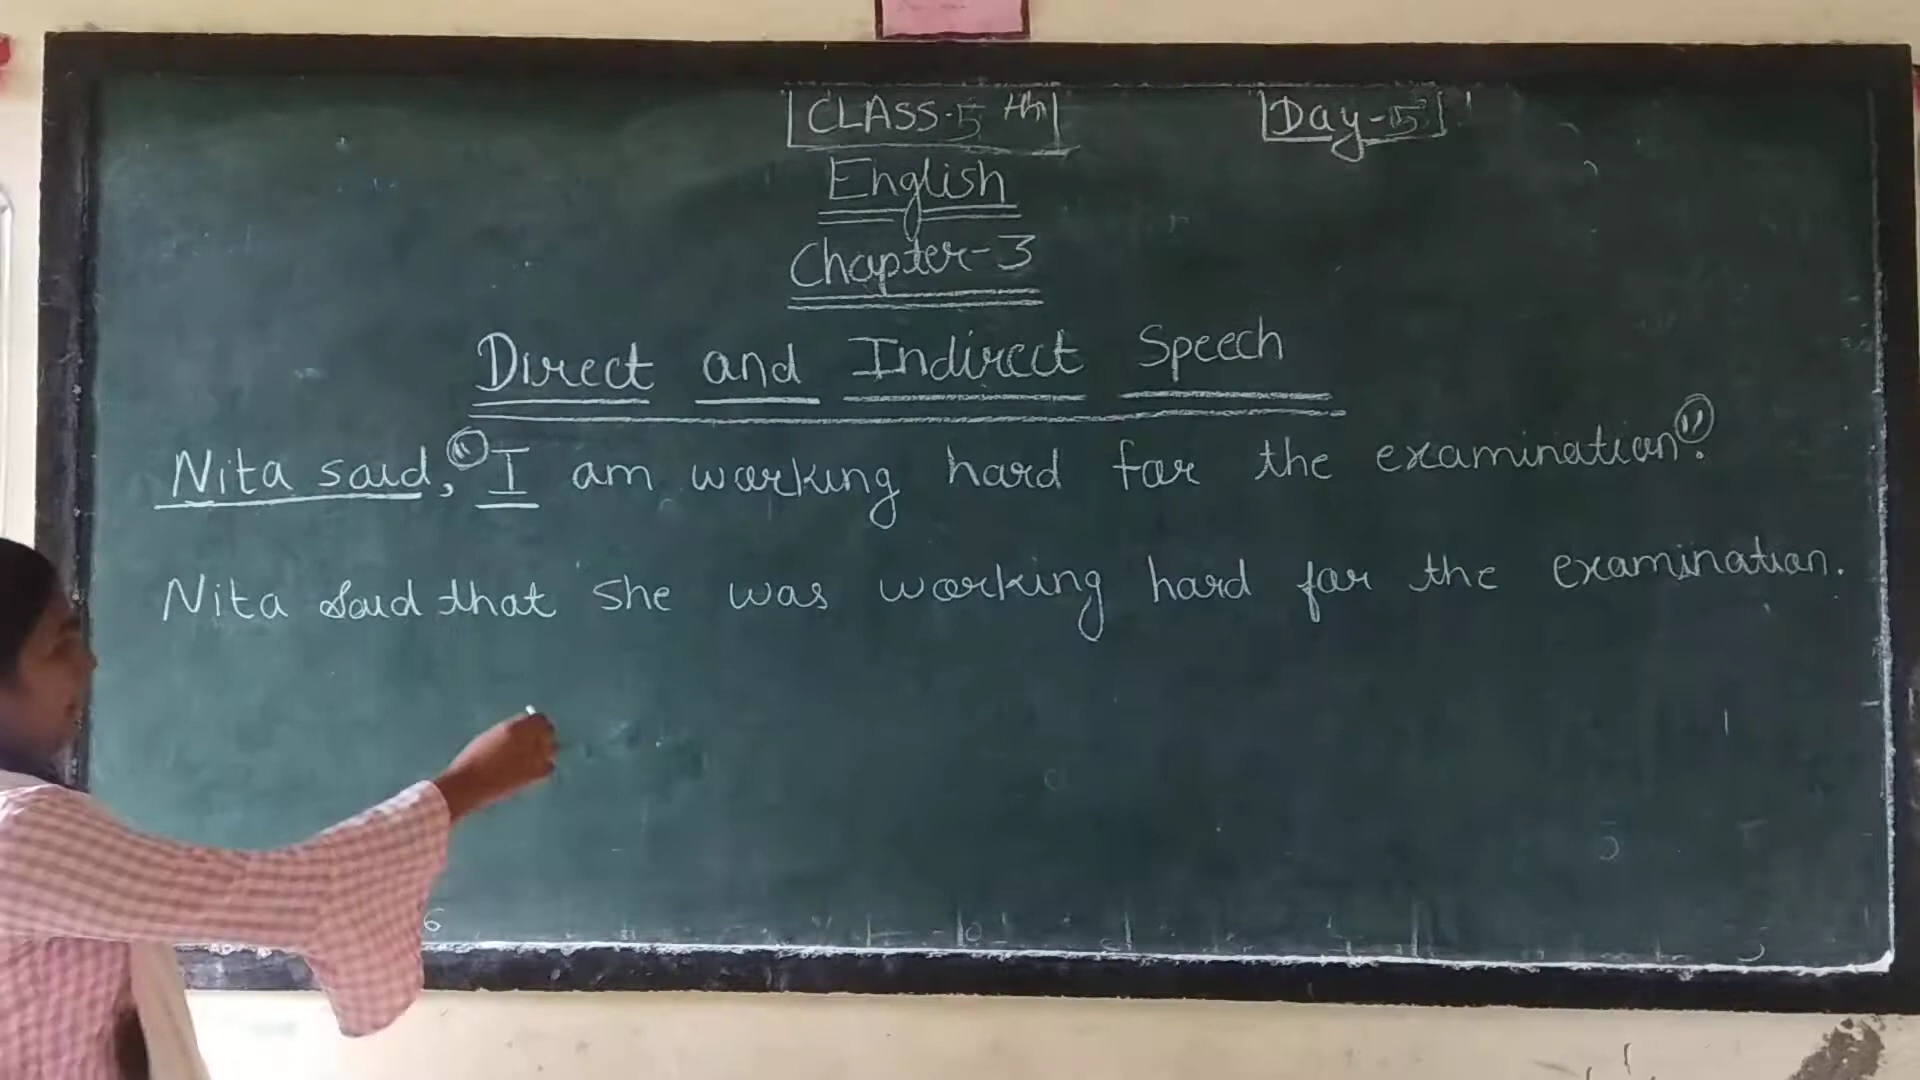 CLASS-5th
Day-5
English
Chapter-3
Direct and Indirect Speech
Nita said, "I am working hard for the examination".
Nita said that she was working hard for the examination.